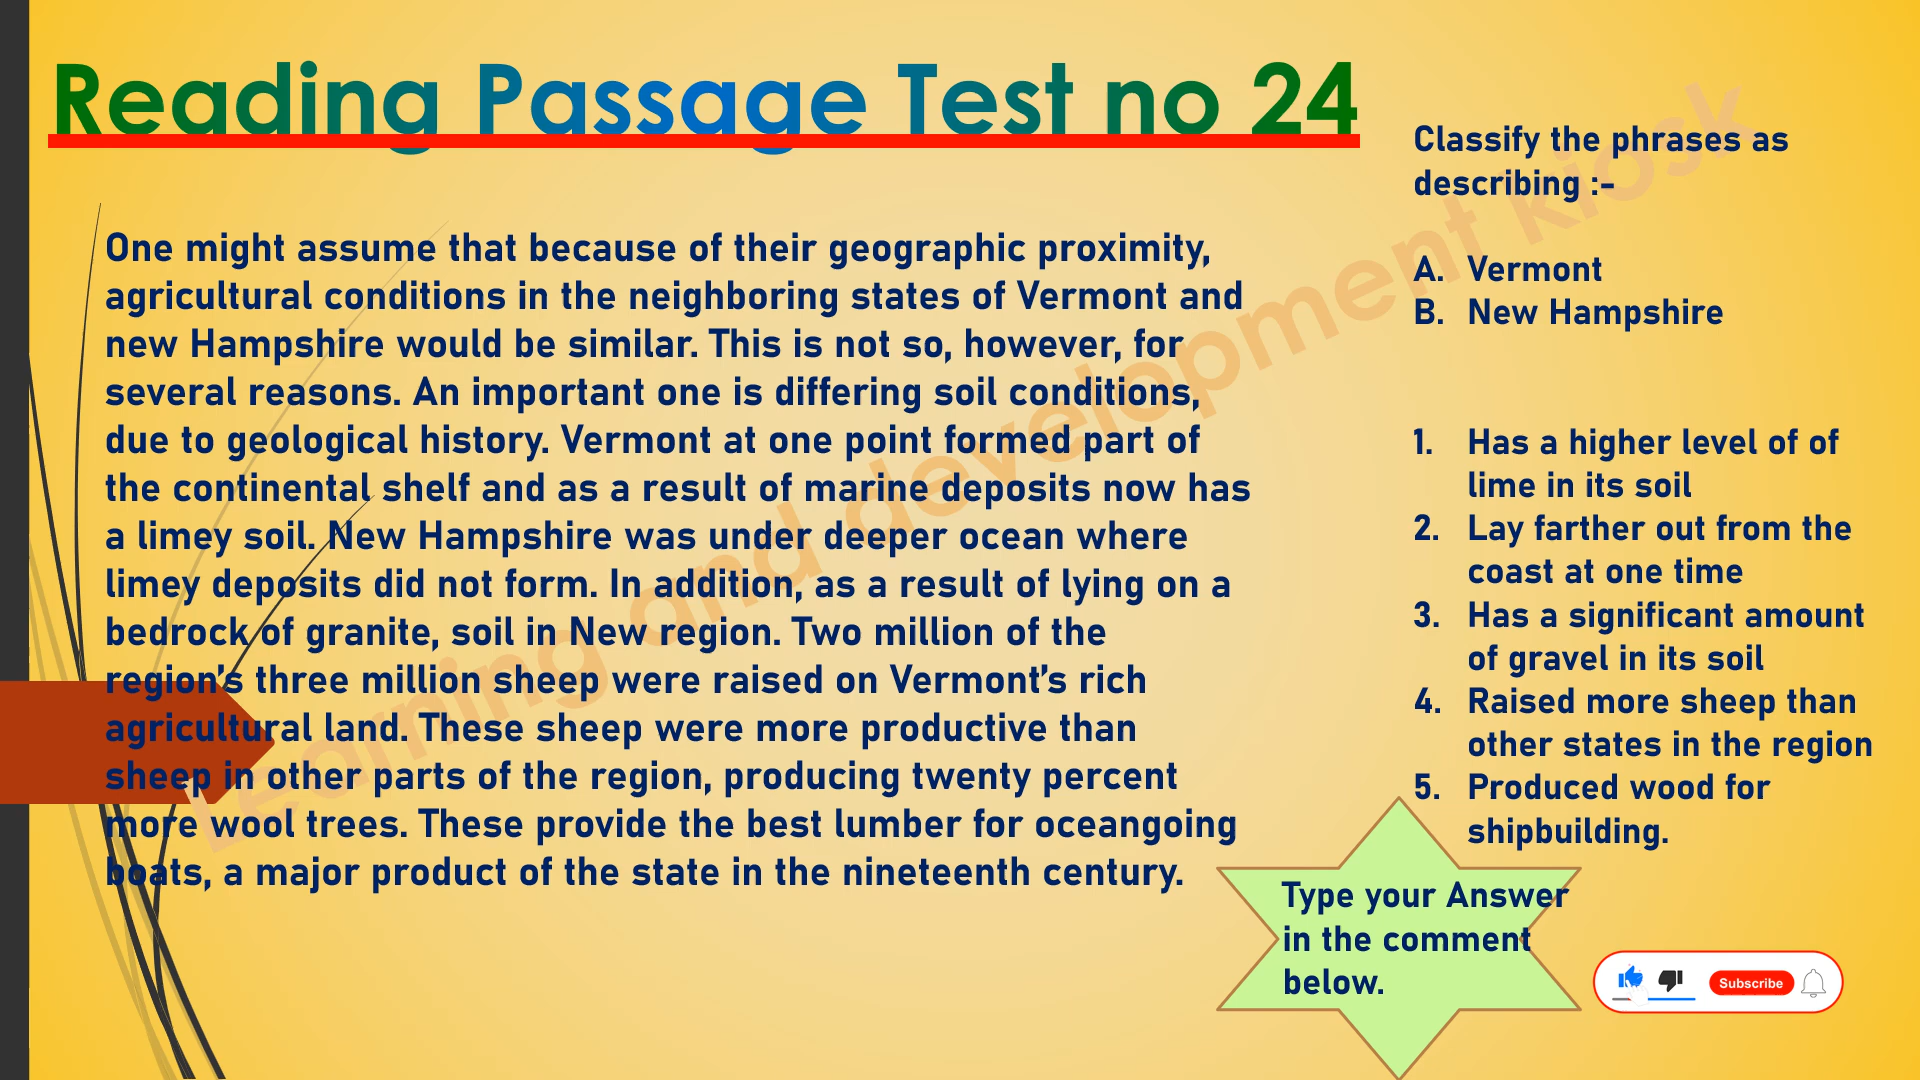 Reading Passage Test no 24
One might assume that because of their geographic proximity,
agricultural conditions in the neighboring states of Vermont and
new Hampshire would be similar. This is not so, however, for
several reasons. An important one is differing soil conditions,
due to geological history. Vermont at one point formed part of
the continental shelf and as a result of marine deposits now has
a limey soil. New Hampshire was under deeper ocean where
limey deposits did not form. In addition, as a result of lying on a
bedrock of granite, soil in New region. Two million of the
region's three million sheep were raised on Vermont's rich
agricultural land. These sheep were more productive than
sheep in other parts of the region, producing twenty percent
more wool trees. These provide the best lumber for oceangoing
boats, a major product of the state in the nineteenth century.
Learning and development kiosk
Classify the phrases as
describing :-
A. Vermont
B. New Hampshire
1. Has a higher level of of
lime in its soil
2. Lay farther out from the
coast at one time
3. Has a significant amount
of gravel in its soil
4. Raised more sheep than
other states in the region
5. Produced wood for
shipbuilding.
Type your Answer
in the comment
below.
Subscribe